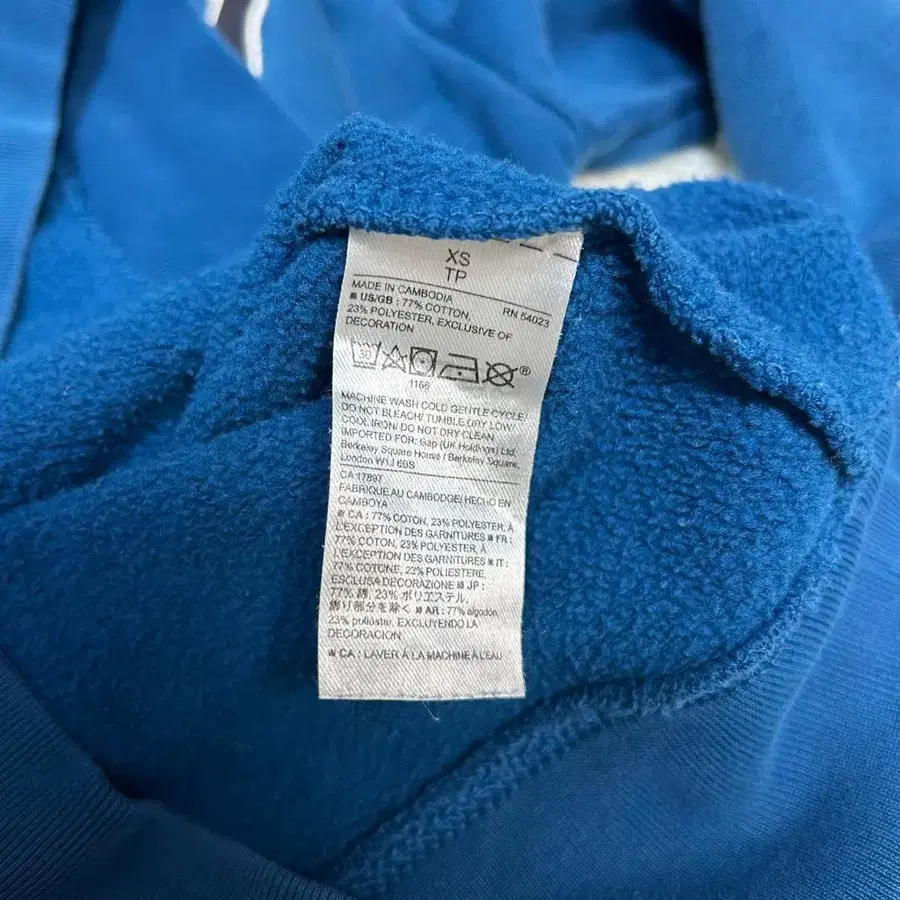 XS
TP
MADE IN CAMBODIA RN 54023
■ US/GB : 77% COTTON,
23% POLYESTER, EXCLUSIVE OF
DECORATION
30 ®
1166
MACHINE WASH COLD GENTLE CYCLE/
DO NOT BLEACH/ TUMBLE DRY LOW/
COOL IRON/ DO NOT DRY CLEAN
IMPORTED FOR: Gap (UK Holdings) Ltd.
Berkeley Square House / Berkeley Square,
London W1J 6BS
CA 17897
FABRIQUE AU CAMBODGE/ HECHO EN
CAMBOYA
■ CA : 77% COTON, 23% POLYESTER, À
L'EXCEPTION DES GARNITURES ■ FR :
77% COTON, 23% POLYESTER, À
L'EXCEPTION DES GARNITURES ■ IT :
77% COTONE, 23% POLIESTERE,
ESCLUSA DECORAZIONE ■ JP :
77% 綿, 23% ポリエステル,
飾り部分を除く ■ AR : 77% algodón,
23% poliéster, EXCLUYENDO LA
DECORACION
■ CA : LAVER À LA MACHINE À L'EAU